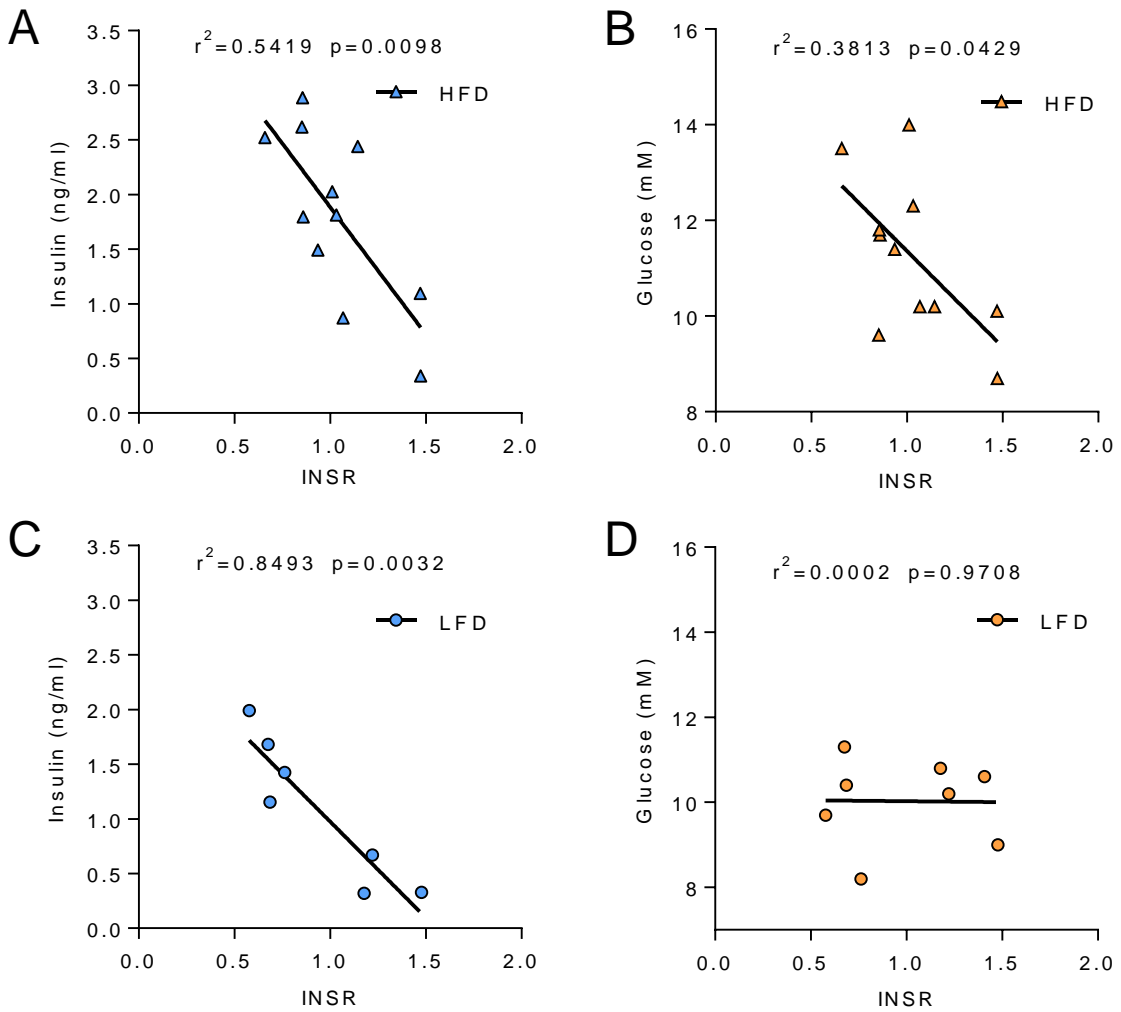 A
r2=0.5419 p=0.0098
HFD
Insulin (ng/ml)
3.5
3.0
2.5
2.0
1.5
1.0
0.5
0.0
0.0 0.5 1.0 1.5 2.0
INSR
B
r2=0.3813 p=0.0429
HFD
Glucose (mM)
16
14
12
10
8
0.0 0.5 1.0 1.5 2.0
INSR
C
r2=0.8493 p=0.0032
LFD
Insulin (ng/ml)
3.5
3.0
2.5
2.0
1.5
1.0
0.5
0.0
0.0 0.5 1.0 1.5 2.0
INSR
D
r2=0.0002 p=0.9708
LFD
Glucose (mM)
16
14
12
10
8
0.0 0.5 1.0 1.5 2.0
INSR